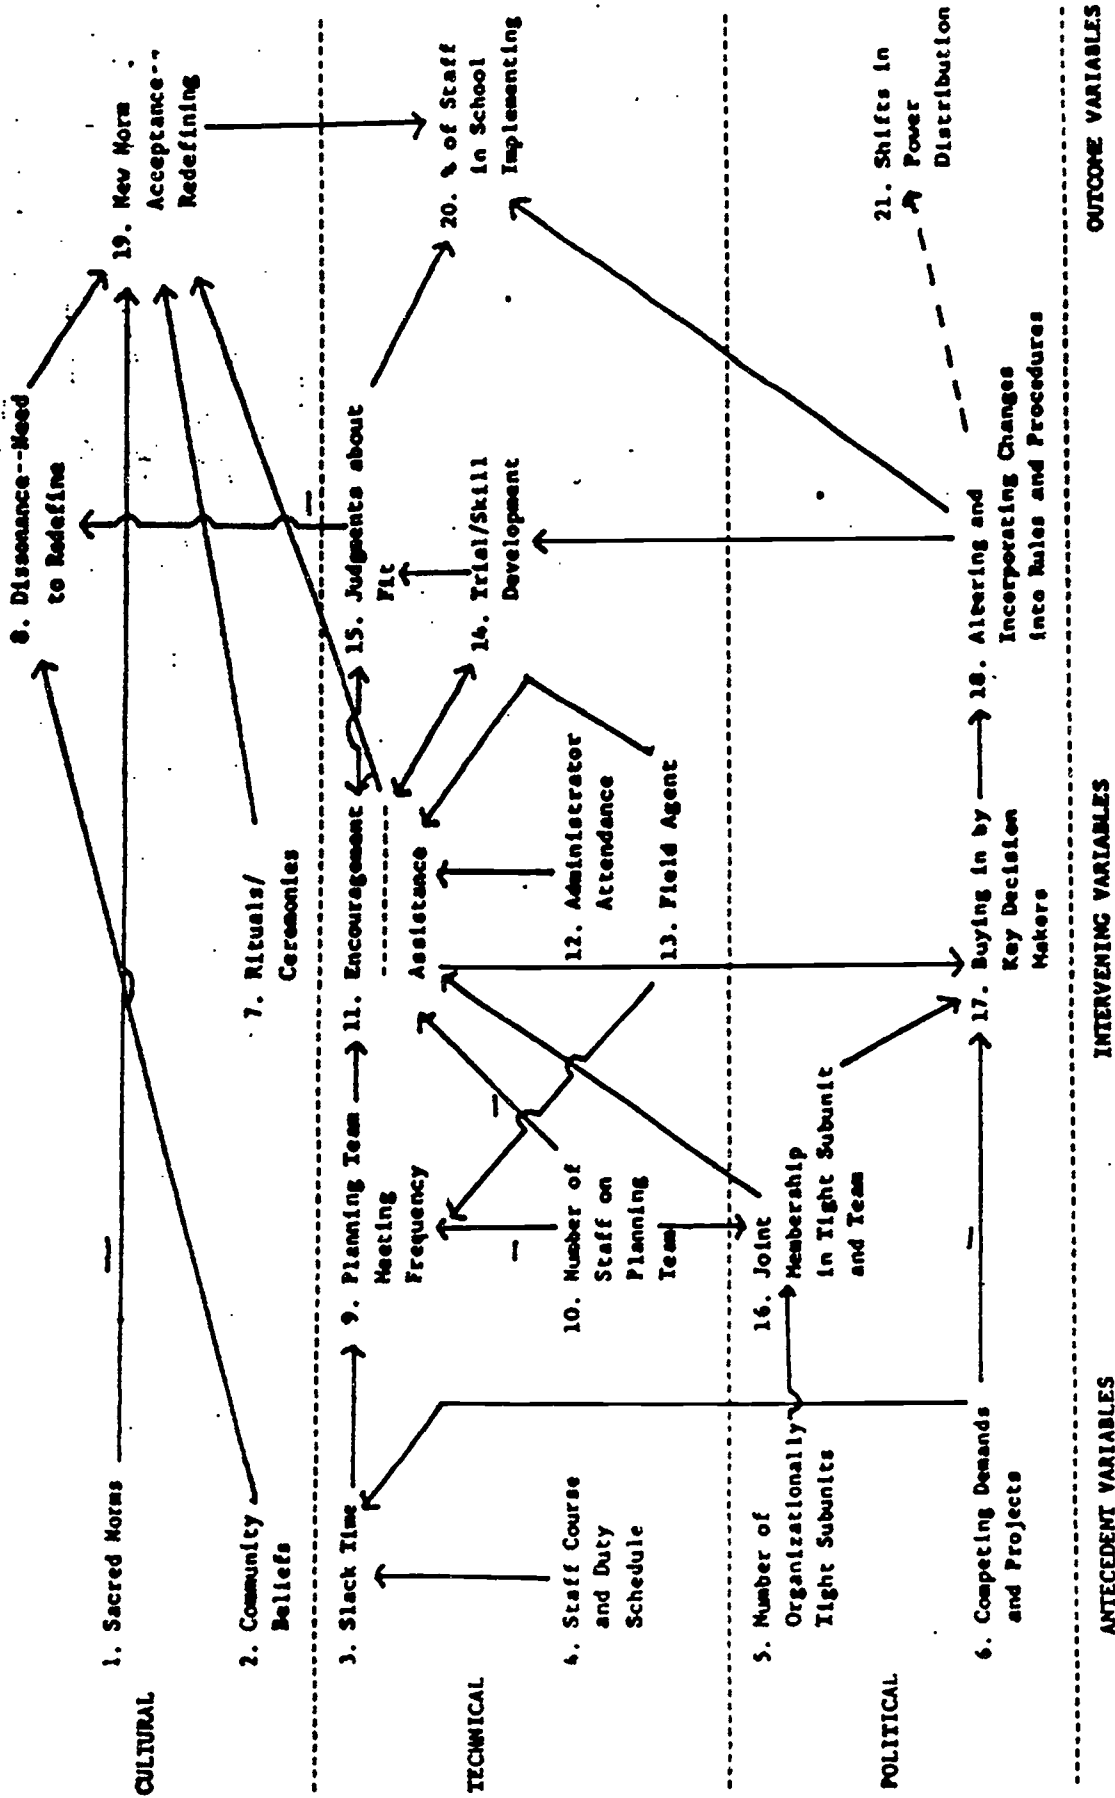 CULTURAL
1. Sacred Norms
2. Community
Beliefs
7. Rituals/
Ceremonies
8. Dissonance--Need
to Redefine
19. New Norm
Acceptance--
Redefining
TECHNICAL
3. Slack Time
4. Staff Course
and Duty
Schedule
9. Planning Team
Meeting
Frequency
10. Number of
Staff on
Planning
Team
11. Encouragement
Assistance
12. Administrator
Attendance
13. Field Agent
14. Trial/Skill
Development
15. Judgments about
Fit
20. % of Staff
in School
Implementing
POLITICAL
5. Number of
Organizationally
Tight Subunits
6. Competing Demands
and Projects
16. Joint
Membership
in Tight Subunit
and Team
17. Buying in by
Key Decision
Makers
18. Altering and
Incorporating Changes
into Rules and Procedures
21. Shifts in
Power
Distribution
ANTECEDENT VARIABLES
INTERVENING VARIABLES
OUTCOME VARIABLES